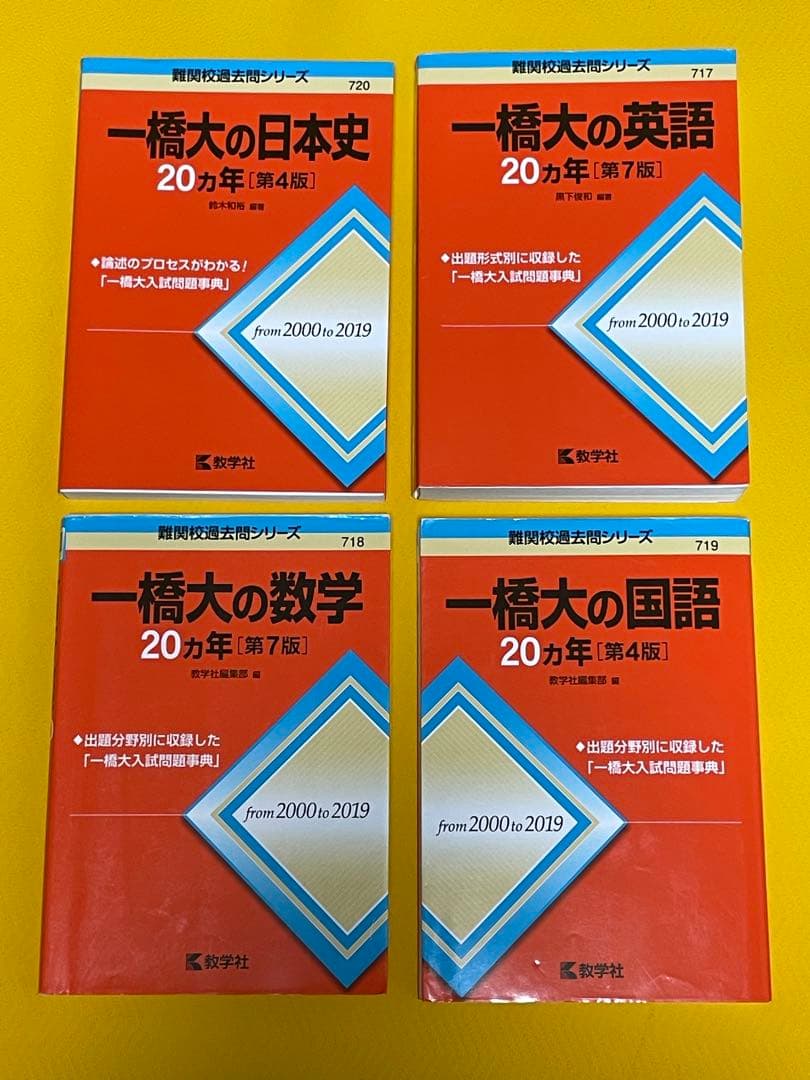 難関校過去問シリーズ
720
一橋大の日本史
20カ年[第4版]
鈴木和裕 編著
◆論述のプロセスがわかる!
「一橋大入試問題事典」
from 2000 to 2019
教学社
難関校過去問シリーズ
717
一橋大の英語
20カ年[第7版]
黒下俊和 編著
◆出題形式別に収録した
「一橋大入試問題事典」
from 2000 to 2019
教学社
難関校過去問シリーズ
718
一橋大の数学
20カ年[第7版]
教学社編集部 編
◆出題分野別に収録した
「一橋大入試問題事典」
from 2000 to 2019
教学社
難関校過去問シリーズ
719
一橋大の国語
20カ年[第4版]
教学社編集部 編
◆出題分野別に収録した
「一橋大入試問題事典」
from 2000 to 2019
教学社